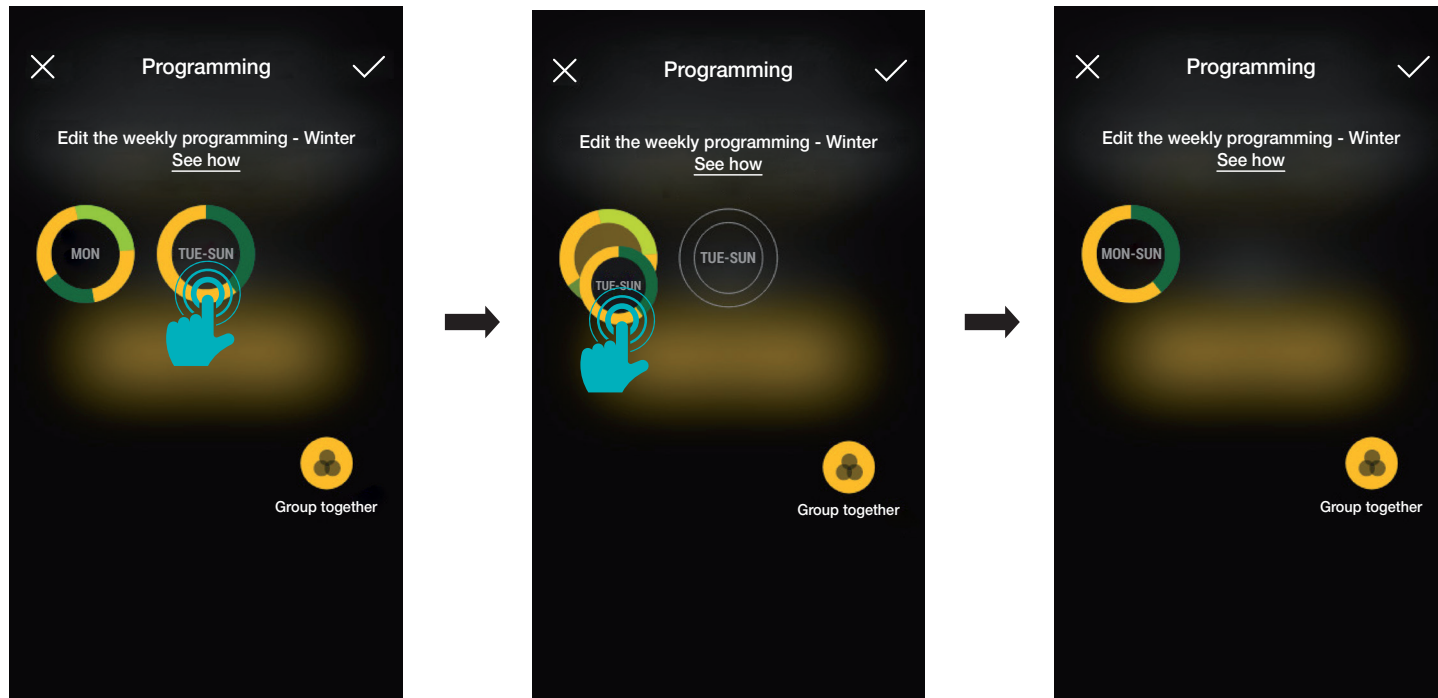 Programming
Edit the weekly programming - Winter
See how
MON
TUE-SUN
Group together
Programming
Edit the weekly programming - Winter
See how
TUE-SUN
TUE-SUN
Group together
Programming
Edit the weekly programming - Winter
See how
MON-SUN
Group together